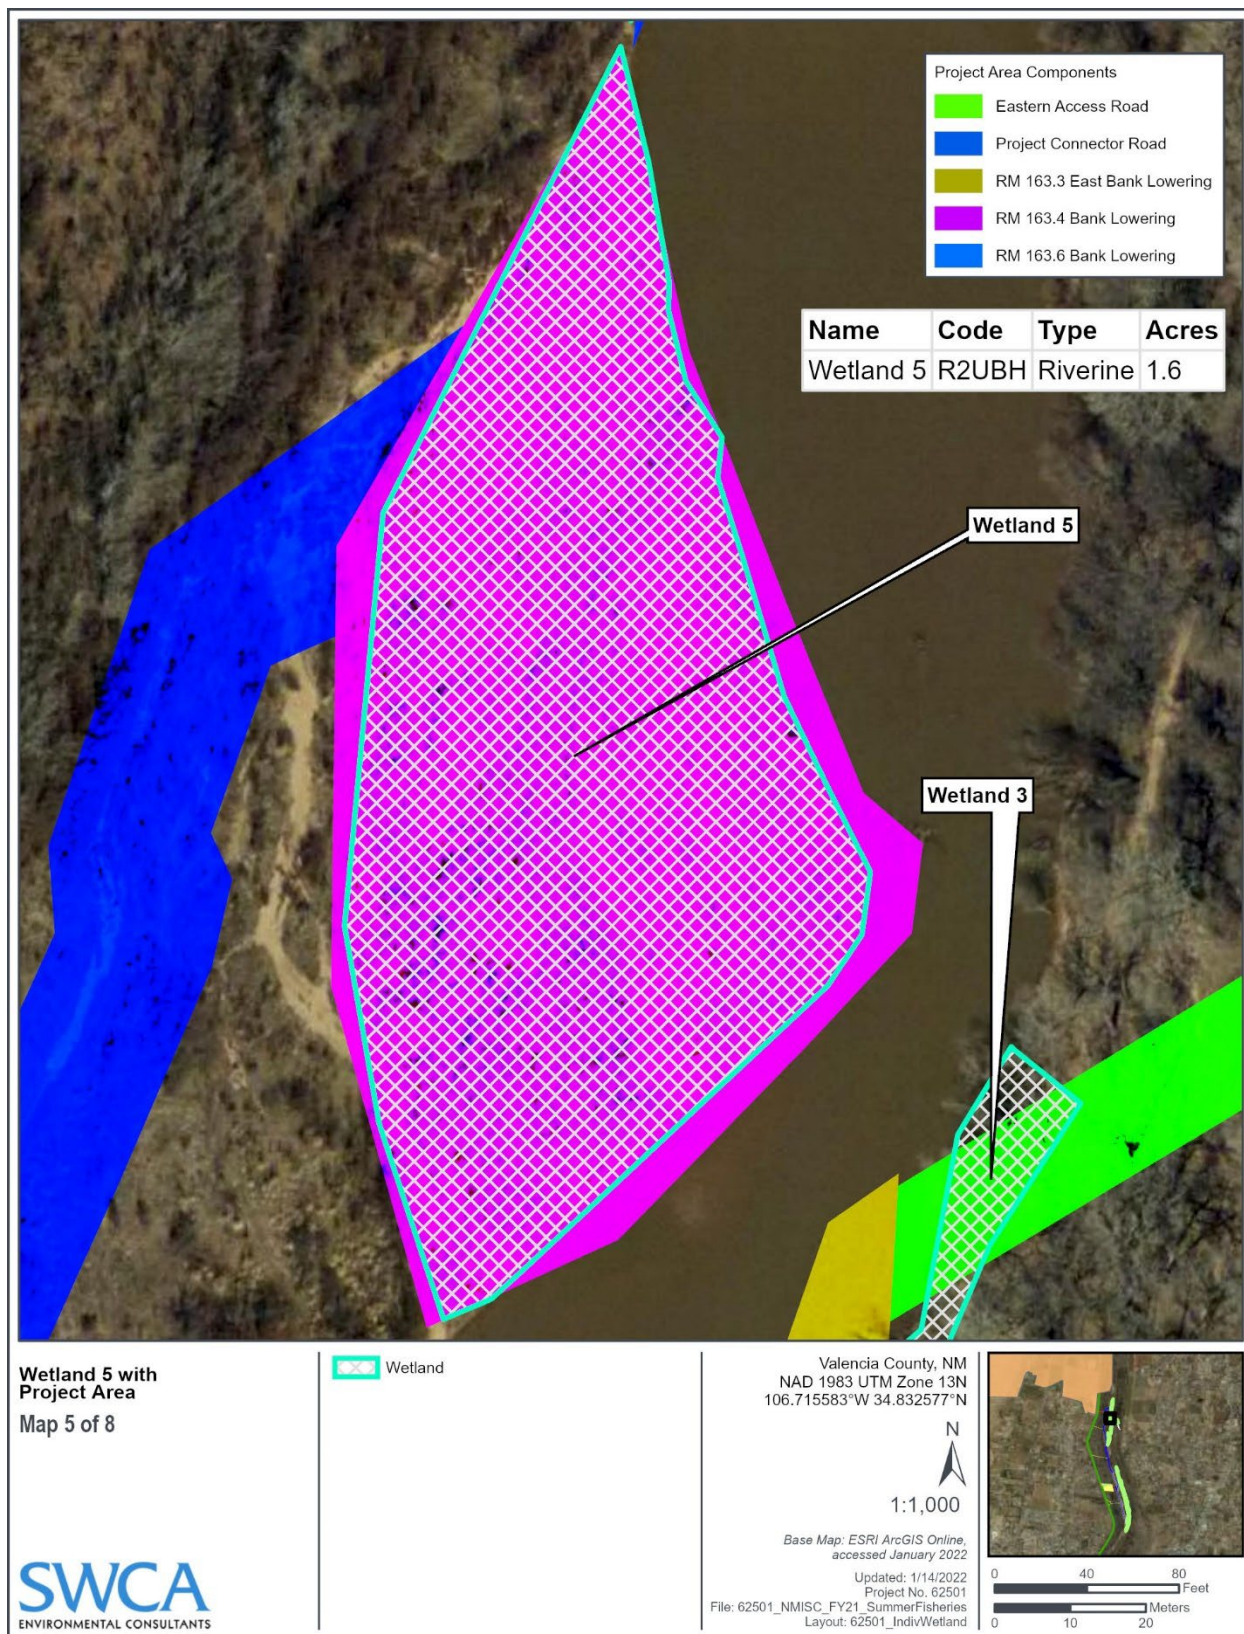 Project Area Components
Eastern Access Road
Project Connector Road
RM 163.3 East Bank Lowering
RM 163.4 Bank Lowering
RM 163.6 Bank Lowering
Name Code Type Acres
Wetland 5 R2UBH Riverine 1.6
Wetland 5
Wetland 3
Wetland 5 with
Project Area
Map 5 of 8
SWCA
ENVIRONMENTAL CONSULTANTS
Wetland
Valencia County, NM
NAD 1983 UTM Zone 13N
106.715583°W 34.832577°N
N
1:1,000
Base Map: ESRI ArcGIS Online,
accessed January 2022
Updated: 1/14/2022
Project No. 62501
File: 62501_NMISC_FY21_SummerFisheries
Layout: 62501_IndivWetland
0 40 80
Feet
Meters
0 10 20